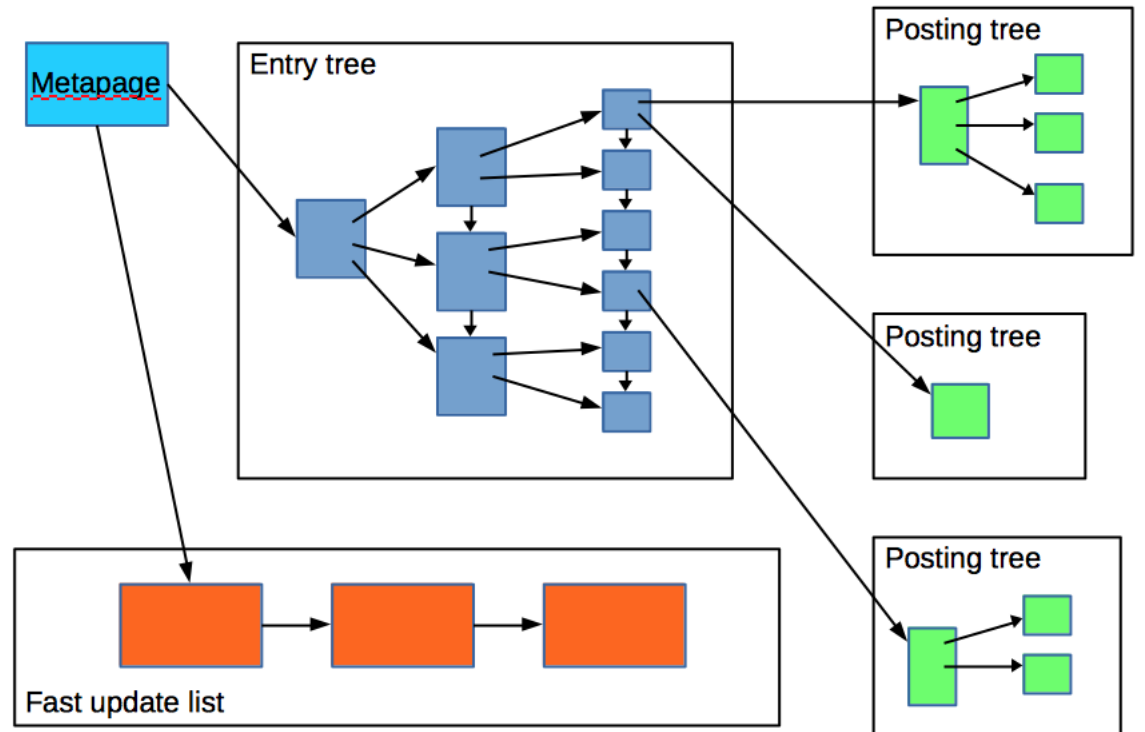 Metapage
Entry tree
Posting tree
Posting tree
Posting tree
Fast update list